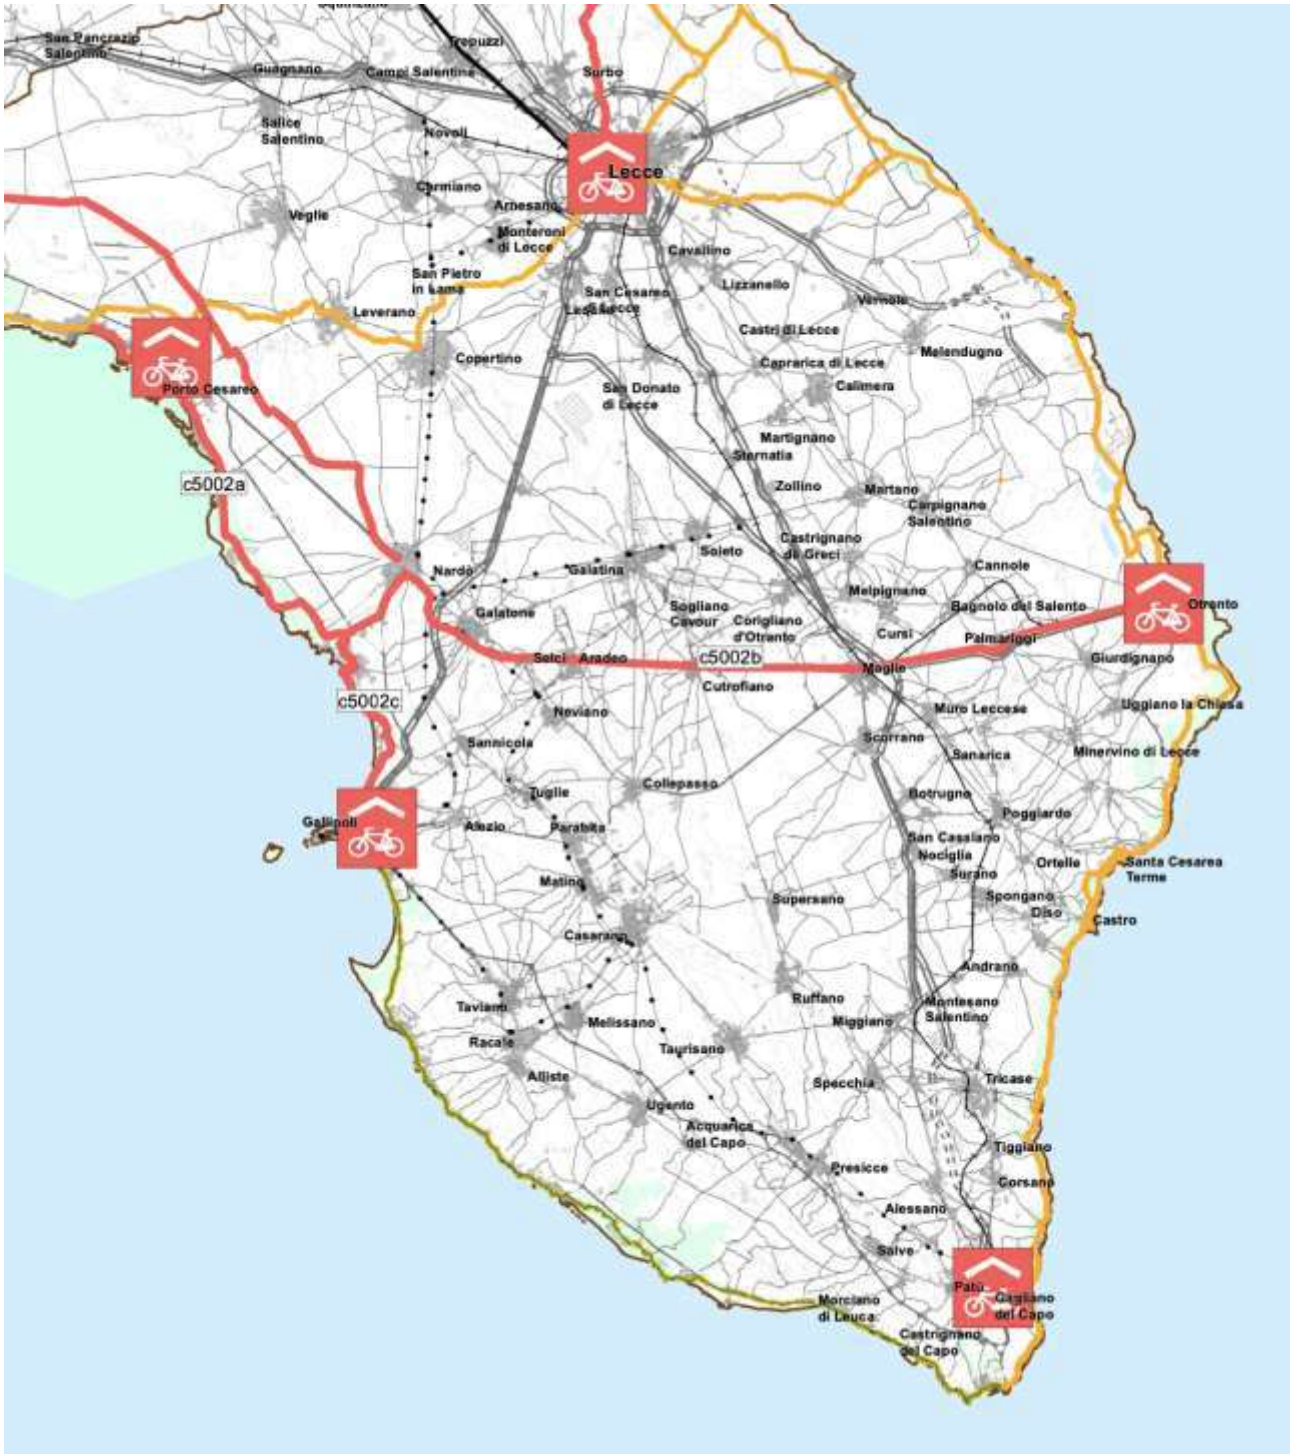 San Pancrazio
Salentino
Trepuzzi
Guagnano
Campi Salentina
Surbo
Salice
Salentino
Novoli
Lecce
Carmiano
Arnesano
Veglie
Monteroni
di Lecce
Cavallino
San Pietro
in Lama
Lizzanello
San Cesareo
Vernole
Leverano
Castri di Lecce
Melendugno
Copertino
Caprarica di Lecce
Calimera
Porto Cesareo
San Donato
di Lecce
Martignano
Sternatia
c5002a
Zollino
Martano
Carpignano
Salentino
Soleto
Castrignano
de Greci
Nardò
Galatina
Cannole
Melpignano
Galatone
Sogliano
Cavour
Corigliano
d'Otranto
Bagnolo del Salento
Otranto
Cursi
Palmariggi
Selci
Aradeo
c5002b
Maglie
Giurdignano
Cutrofiano
c5002c
Neviano
Muro Leccese
Uggiano la Chiesa
Sannicola
Scorrano
Sanarica
Minervino di Lecce
Tuglie
Collepasso
Botrugno
Poggiardo
Gallipoli
Alezio
Parabita
San Cassiano
Nociglia
Ortelle
Santa Cesarea
Terme
Surano
Matino
Supersano
Spongano
Diso
Castro
Casarano
Andrano
Taviano
Ruffano
Montesano
Salentino
Melissano
Miggiano
Racale
Taurisano
Alliste
Specchia
Tricase
Ugento
Acquarica
del Capo
Tiggiano
Presicce
Corsano
Alessano
Salve
Patù
Gagliano
del Capo
Morciano
di Leuca
Castrignano
del Capo